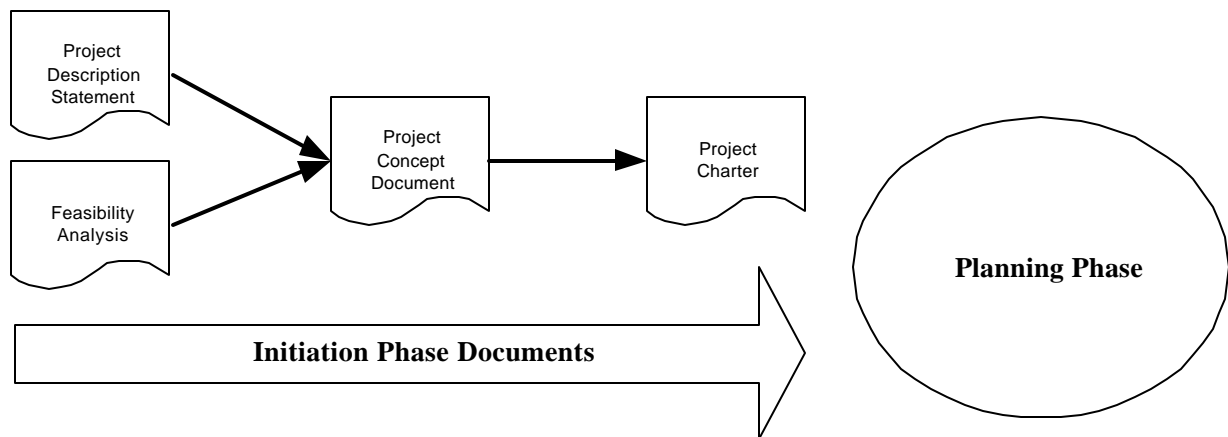 Project
Description
Statement
Feasibility
Analysis
Project
Concept
Document
Project
Charter
Planning Phase
Initiation Phase Documents